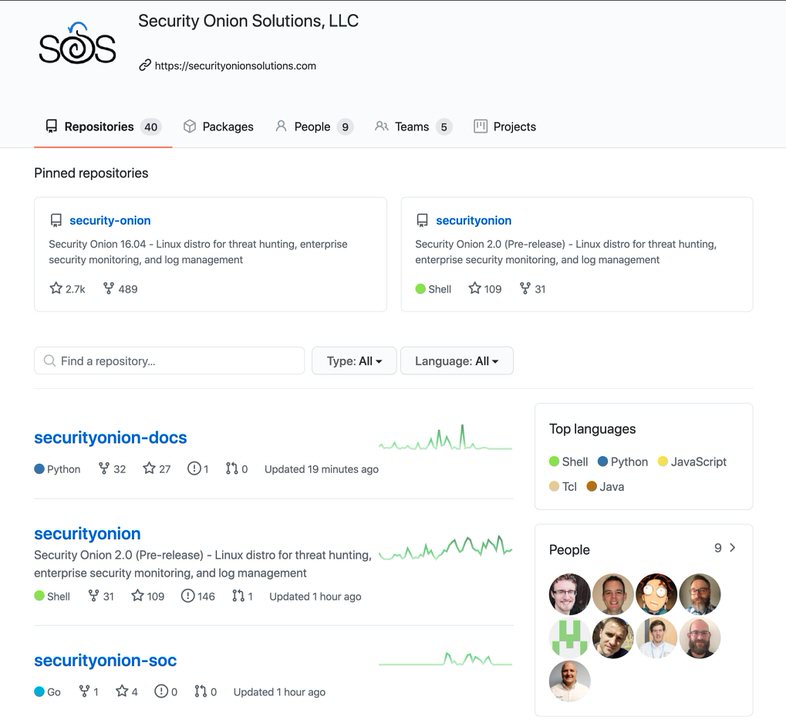 SOS
Security Onion Solutions, LLC
https://securityonionsolutions.com
Repositories 40
Packages
People 9
Teams 5
Projects
Pinned repositories
security-onion
Security Onion 16.04 - Linux distro for threat hunting, enterprise
security monitoring, and log management
2.7k 489
securityonion
Security Onion 2.0 (Pre-release) - Linux distro for threat hunting,
enterprise security monitoring, and log management
Shell 109 31
Find a repository...
Type: All
Language: All
securityonion-docs
Python 32 27 1 0 Updated 19 minutes ago
securityonion
Security Onion 2.0 (Pre-release) - Linux distro for threat hunting,
enterprise security monitoring, and log management
Shell 31 109 146 1 Updated 1 hour ago
securityonion-soc
Go 1 4 0 0 Updated 1 hour ago
Top languages
Shell Python JavaScript
Tcl Java
People 9